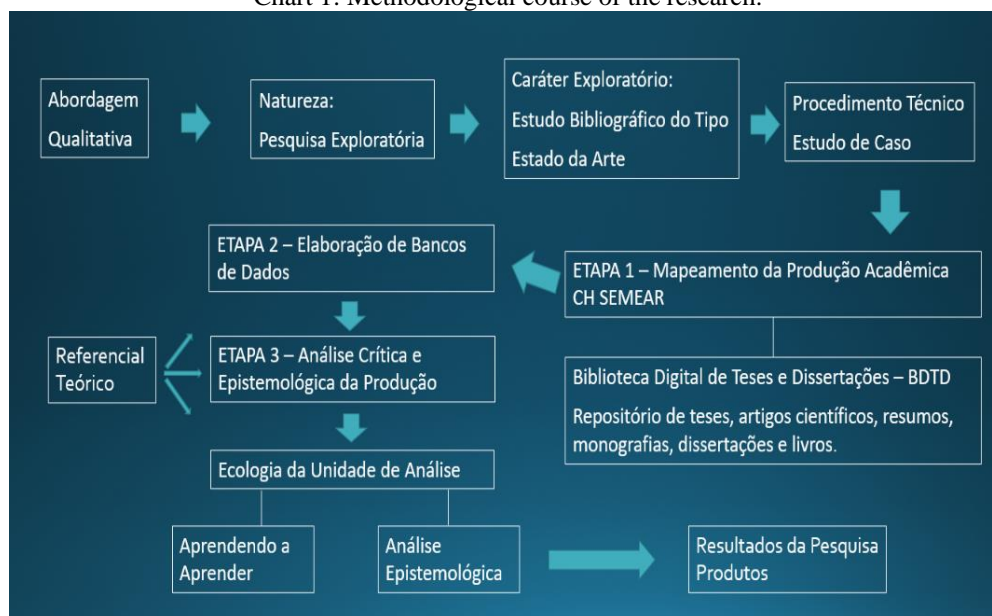 Chart 1: Methodological course of the research.
Abordagem
Qualitativa
Natureza:
Pesquisa Exploratória
Caráter Exploratório:
Estudo Bibliográfico do Tipo
Estado da Arte
Procedimento Técnico
Estudo de Caso
ETAPA 1 – Mapeamento da Produção Acadêmica
CH SEMEAR
Biblioteca Digital de Teses e Dissertações – BDTD
Repositório de teses, artigos científicos, resumos,
monografias, dissertações e livros.
ETAPA 2 – Elaboração de Bancos
de Dados
Referencial
Teórico
ETAPA 3 – Análise Crítica e
Epistemológica da Produção
Ecologia da Unidade de Análise
Aprendendo a
Aprender
Análise
Epistemológica
Resultados da Pesquisa
Produtos